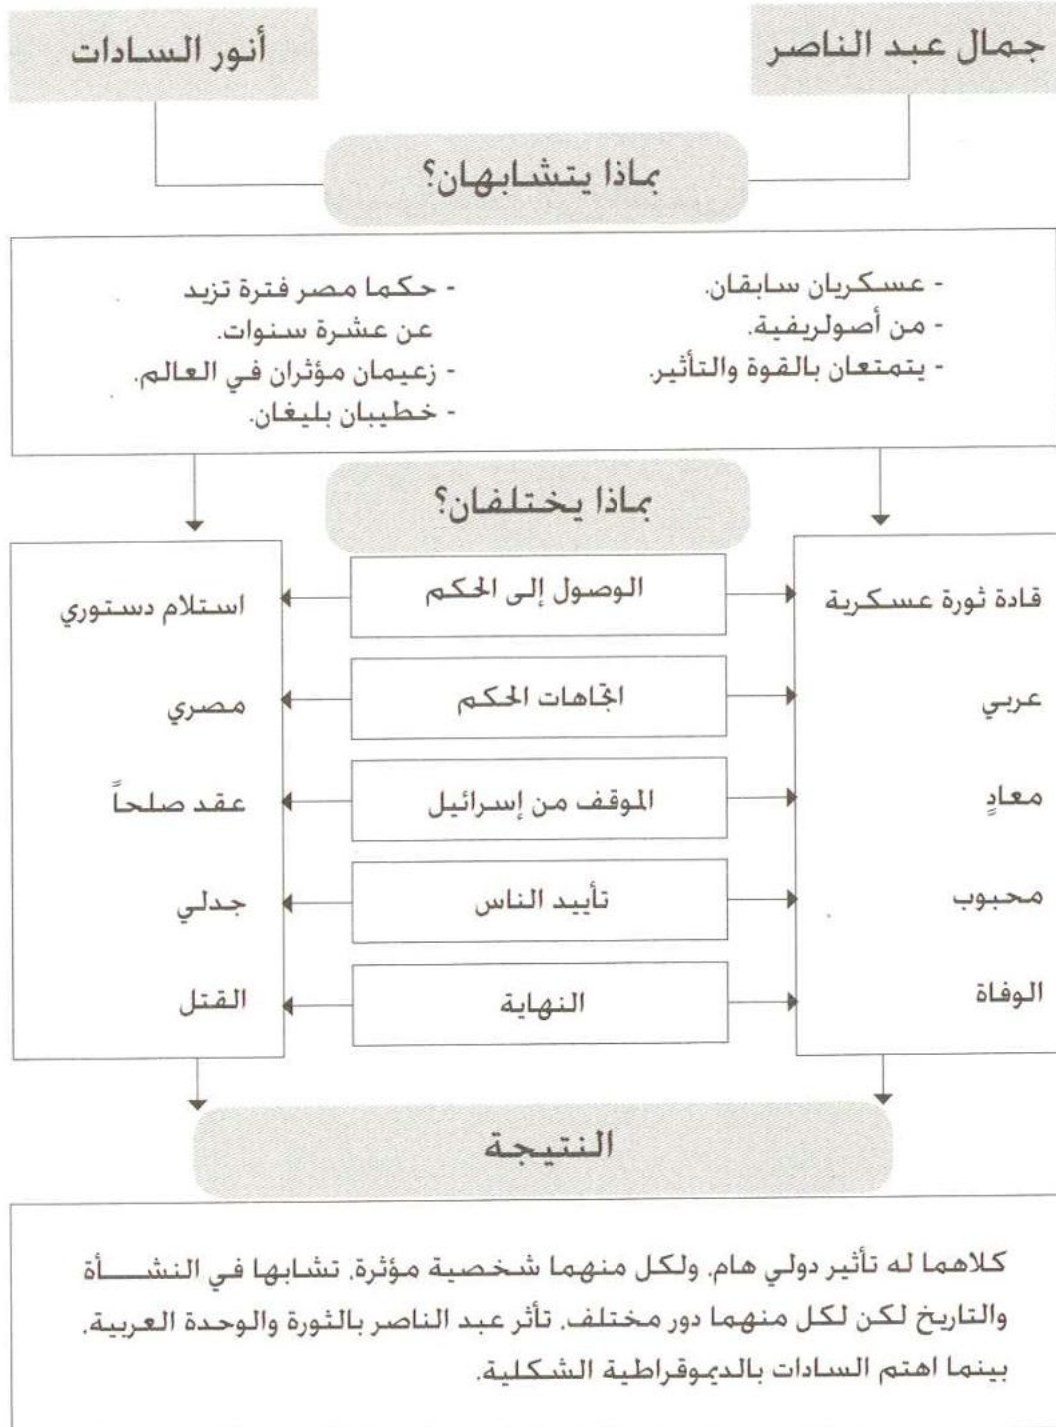 جمال عبد الناصر
أنور السادات
بماذا يتشابهان؟
- عسكريان سابقان.
- من أصولريفية.
- يتمتعان بالقوة والتأثير.
- حكما مصر فترة تزيد
عن عشرة سنوات.
- زعيمان مؤثران في العالم.
- خطيبان بليغان.
بماذا يختلفان؟
قادة ثورة عسكرية
الوصول إلى الحكم
استلام دستوري
عربي
اتجاهات الحكم
مصري
معادٍ
الموقف من إسرائيل
عقد صلحاً
محبوب
تأييد الناس
جدلي
الوفاة
النهاية
القتل
النتيجة
كلاهما له تأثير دولي هام. ولكل منهما شخصية مؤثرة. تشابها في النشـــأة
والتاريخ لكن لكل منهما دور مختلف. تأثر عبد الناصر بالثورة والوحدة العربية.
بينما اهتم السادات بالديموقراطية الشكلية.